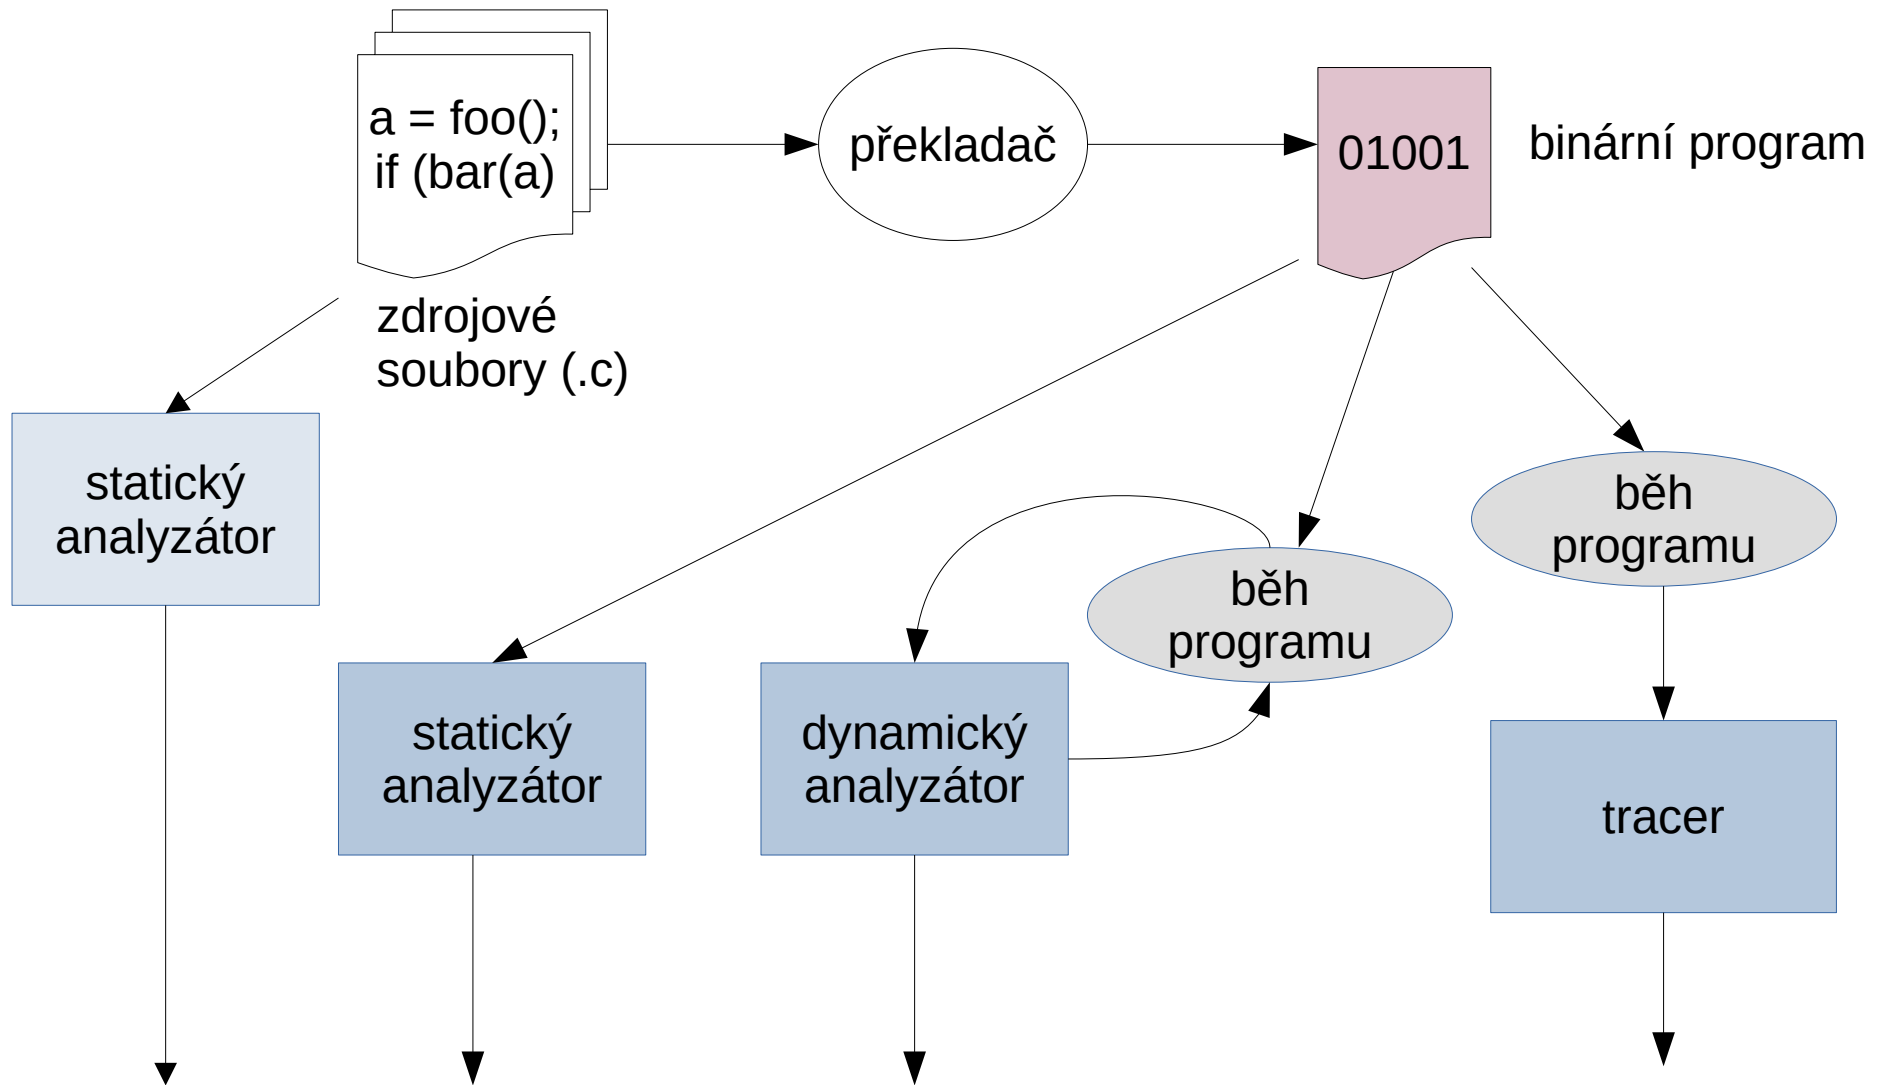 a = foo();
if (bar(a)
překladač
01001
binární program
zdrojové
soubory (.c)
statický
analyzátor
běh
programu
běh
programu
statický
analyzátor
dynamický
analyzátor
tracer